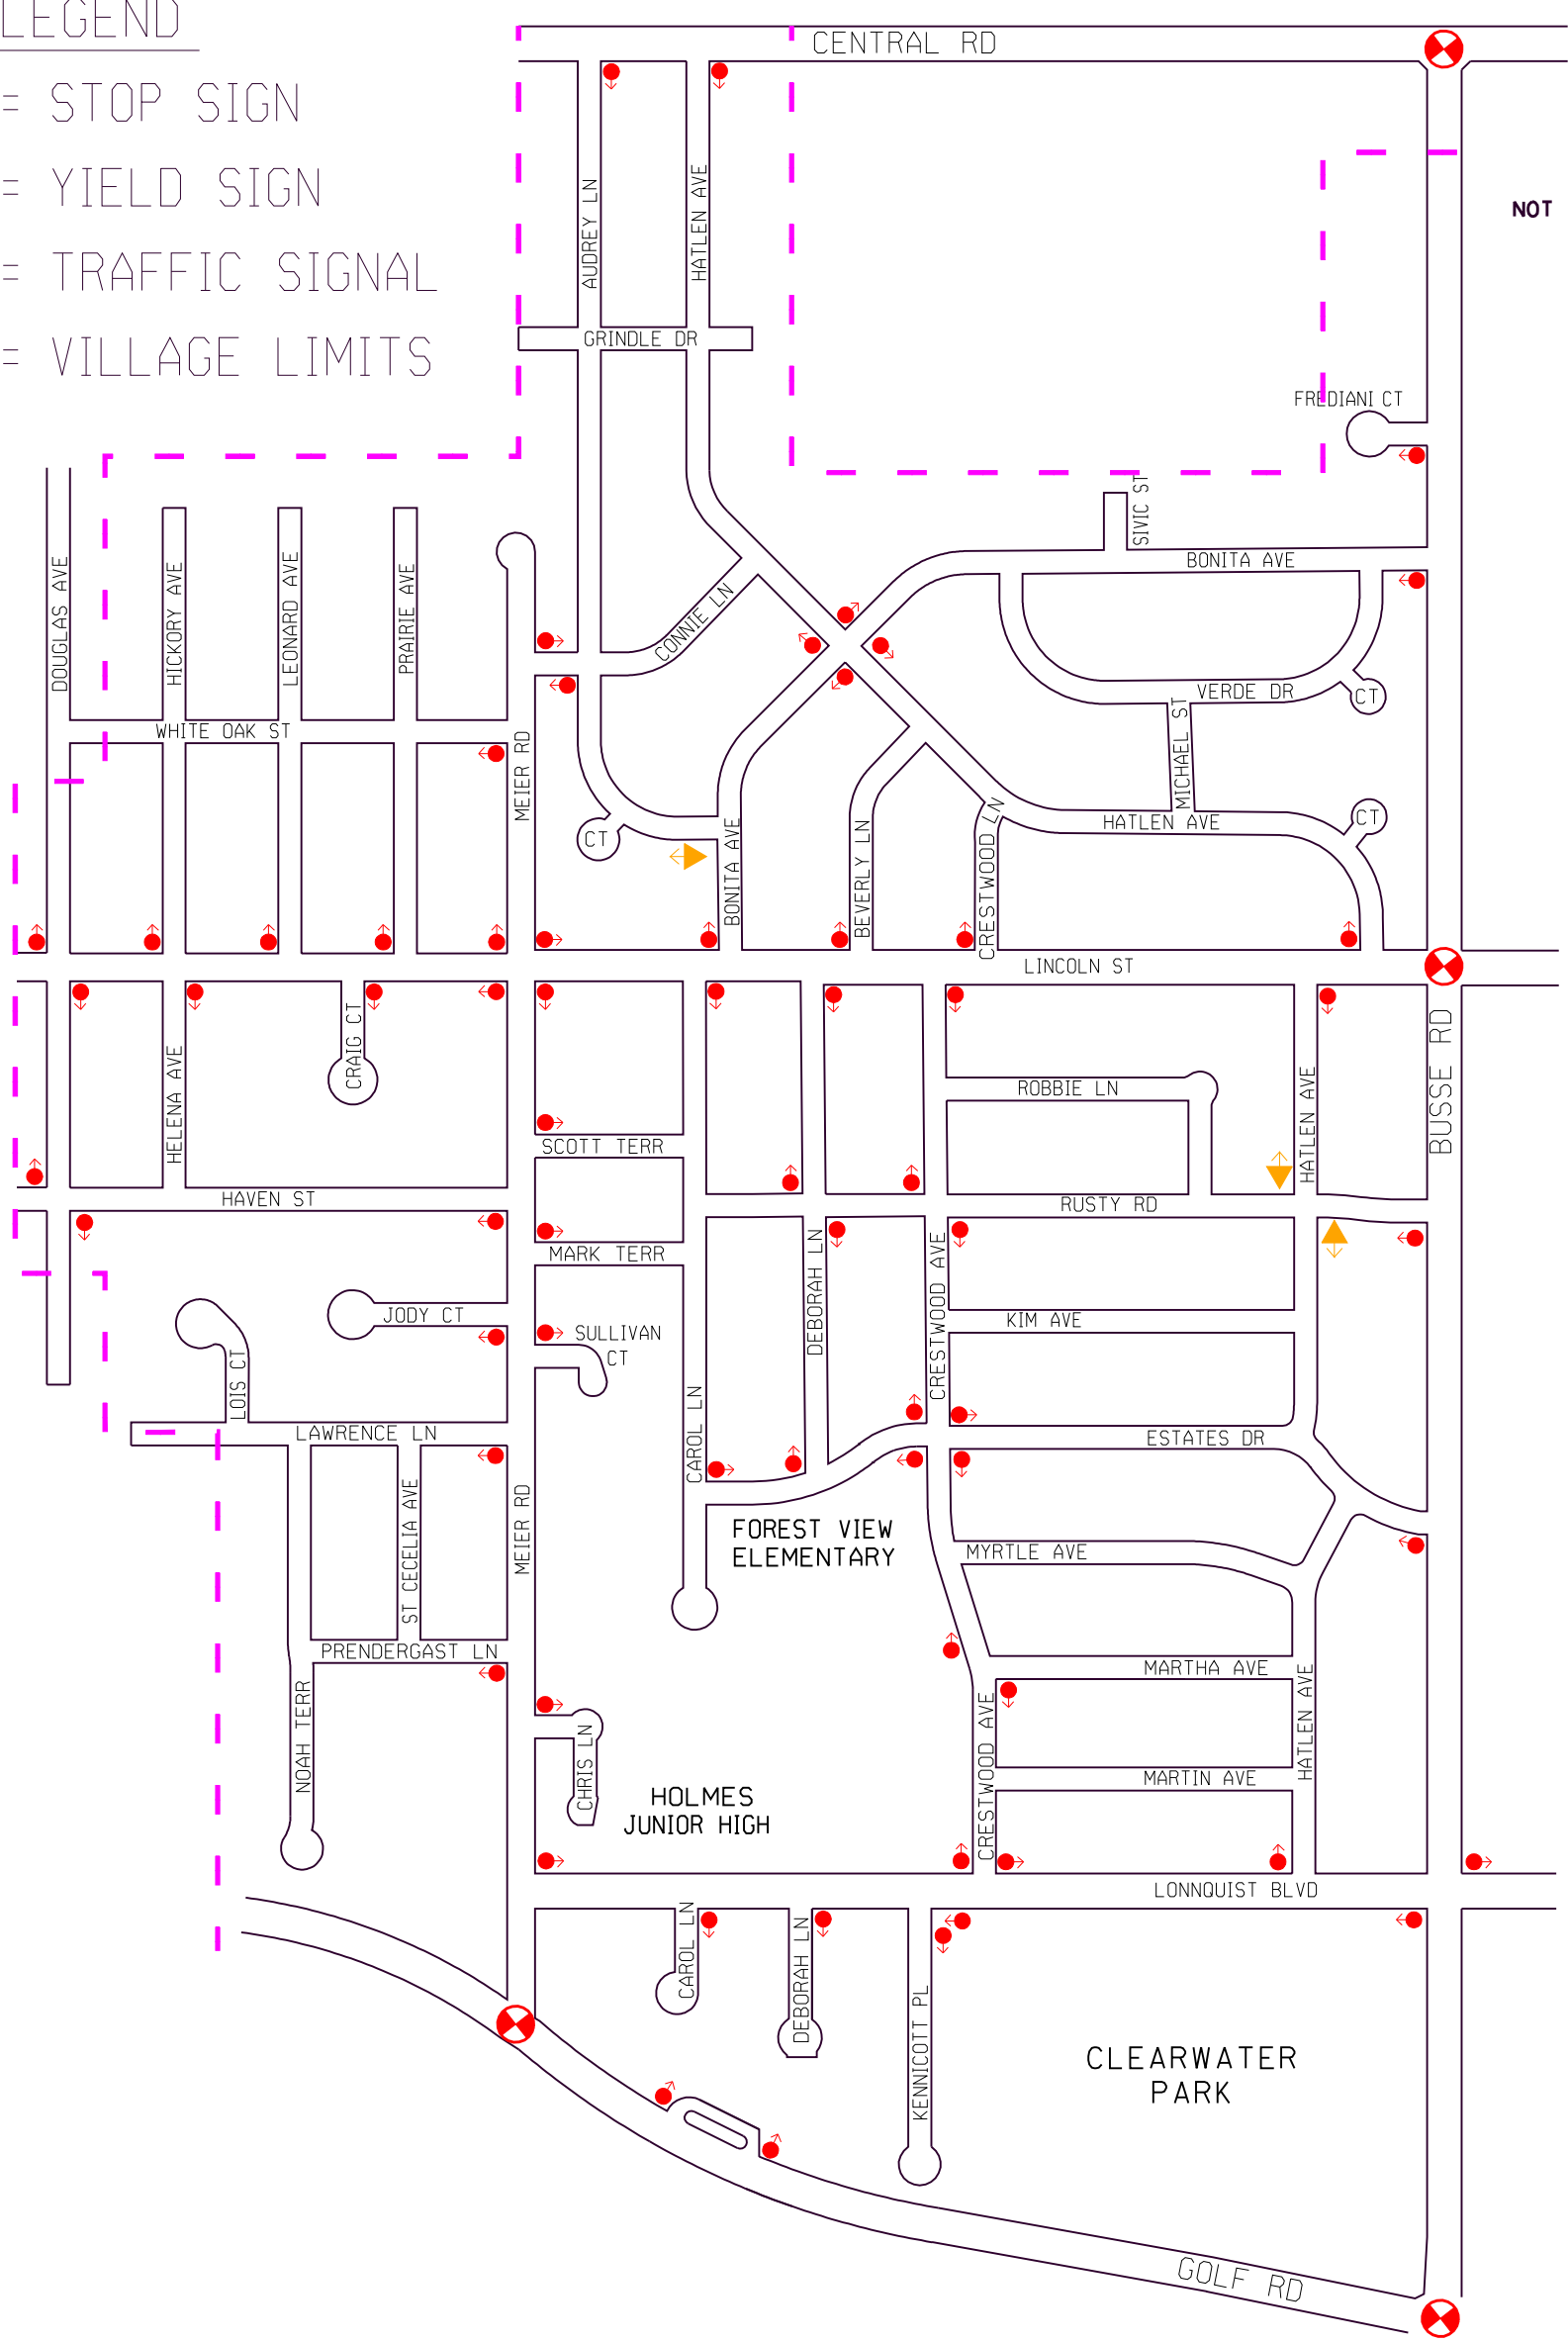 LEGEND
= STOP SIGN
= YIELD SIGN
= TRAFFIC SIGNAL
= VILLAGE LIMITS
CENTRAL RD
NOT
AUDREY LN
HATLEN AVE
GRINDLE DR
FREDIANI CT
SIVIC ST
BONITA AVE
DOUGLAS AVE
HICKORY AVE
LEONARD AVE
PRAIRIE AVE
CONNIE LN
VERDE DR
CT
WHITE OAK ST
MEIER RD
MICHAEL ST
CT
BONITA AVE
BEVERLY LN
CRESTWOOD LN
HATLEN AVE
CT
LINCOLN ST
CRAIG CT
HELENA AVE
ROBBIE LN
HATLEN AVE
BUSSE RD
SCOTT TERR
HAVEN ST
RUSTY RD
MARK TERR
DEBORAH LN
CRESTWOOD AVE
JODY CT
SULLIVAN
CT
KIM AVE
LOIS CT
CAROL LN
LAWRENCE LN
ESTATES DR
ST CECELIA AVE
MEIER RD
FOREST VIEW
ELEMENTARY
MYRTLE AVE
PRENDERGAST LN
MARTHA AVE
NOAH TERR
CHRIS LN
CRESTWOOD AVE
HATLEN AVE
MARTIN AVE
HOLMES
JUNIOR HIGH
LONNQUIST BLVD
CAROL LN
DEBORAH LN
KENNICOTT PL
CLEARWATER
PARK
GOLF RD